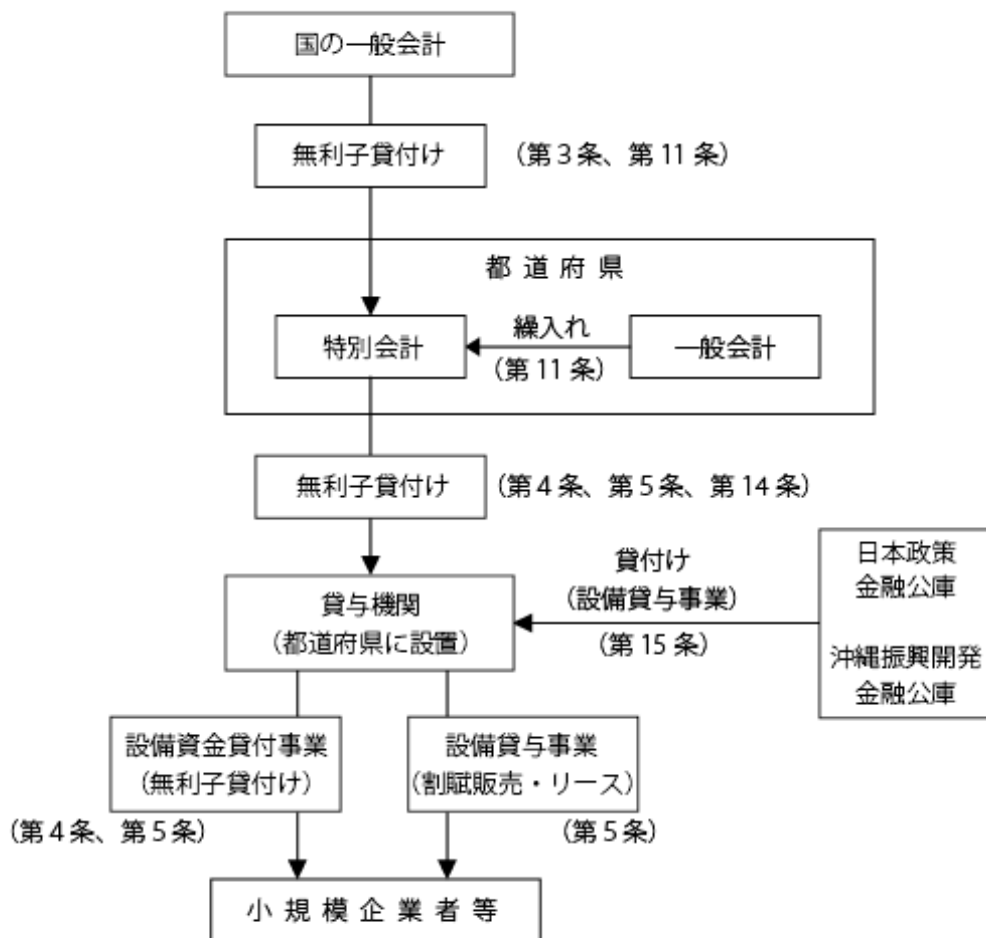 国の一般会計
無利子貸付け
（第3条、第11条）
都道府県
特別会計
繰入れ
（第11条）
一般会計
無利子貸付け
（第4条、第5条、第14条）
貸与機関
（都道府県に設置）
貸付け
（設備貸与事業）
（第15条）
日本政策
金融公庫
沖縄振興開発
金融公庫
設備資金貸付事業
（無利子貸付け）
（第4条、第5条）
設備貸与事業
（割賦販売・リース）
（第5条）
小規模企業者等